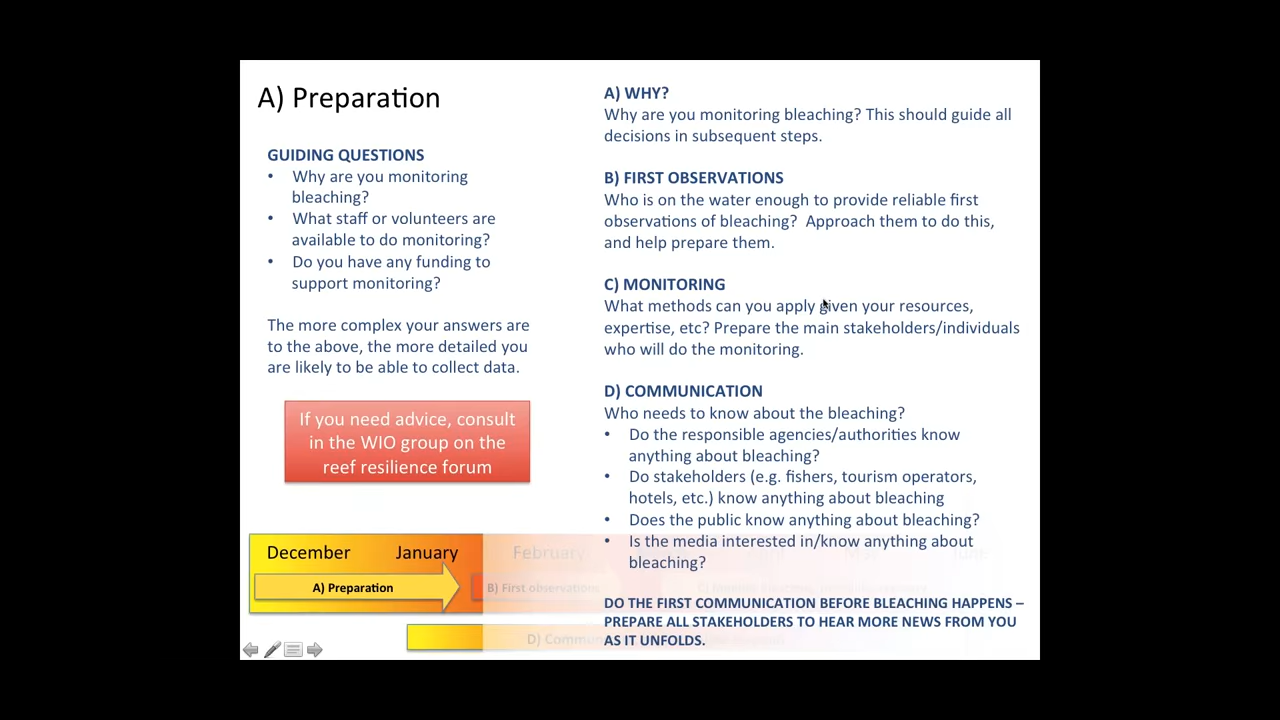 A) Preparation
GUIDING QUESTIONS
• Why are you monitoring
bleaching?
• What staff or volunteers are
available to do monitoring?
• Do you have any funding to
support monitoring?
The more complex your answers are
to the above, the more detailed you
are likely to be able to collect data.
If you need advice, consult
in the WIO group on the
reef resilience forum
A) WHY?
Why are you monitoring bleaching? This should guide all
decisions in subsequent steps.
B) FIRST OBSERVATIONS
Who is on the water enough to provide reliable first
observations of bleaching?  Approach them to do this,
and help prepare them.
C) MONITORING
What methods can you apply given your resources,
expertise, etc? Prepare the main stakeholders/individuals
who will do the monitoring.
D) COMMUNICATION
Who needs to know about the bleaching?
• Do the responsible agencies/authorities know
anything about bleaching?
• Do stakeholders (e.g. fishers, tourism operators,
hotels, etc.) know anything about bleaching
• Does the public know anything about bleaching?
• Is the media interested in/know anything about
bleaching?
DO THE FIRST COMMUNICATION BEFORE BLEACHING HAPPENS –
PREPARE ALL STAKEHOLDERS TO HEAR MORE NEWS FROM YOU
AS IT UNFOLDS.
December January February
A) Preparation B) First observations